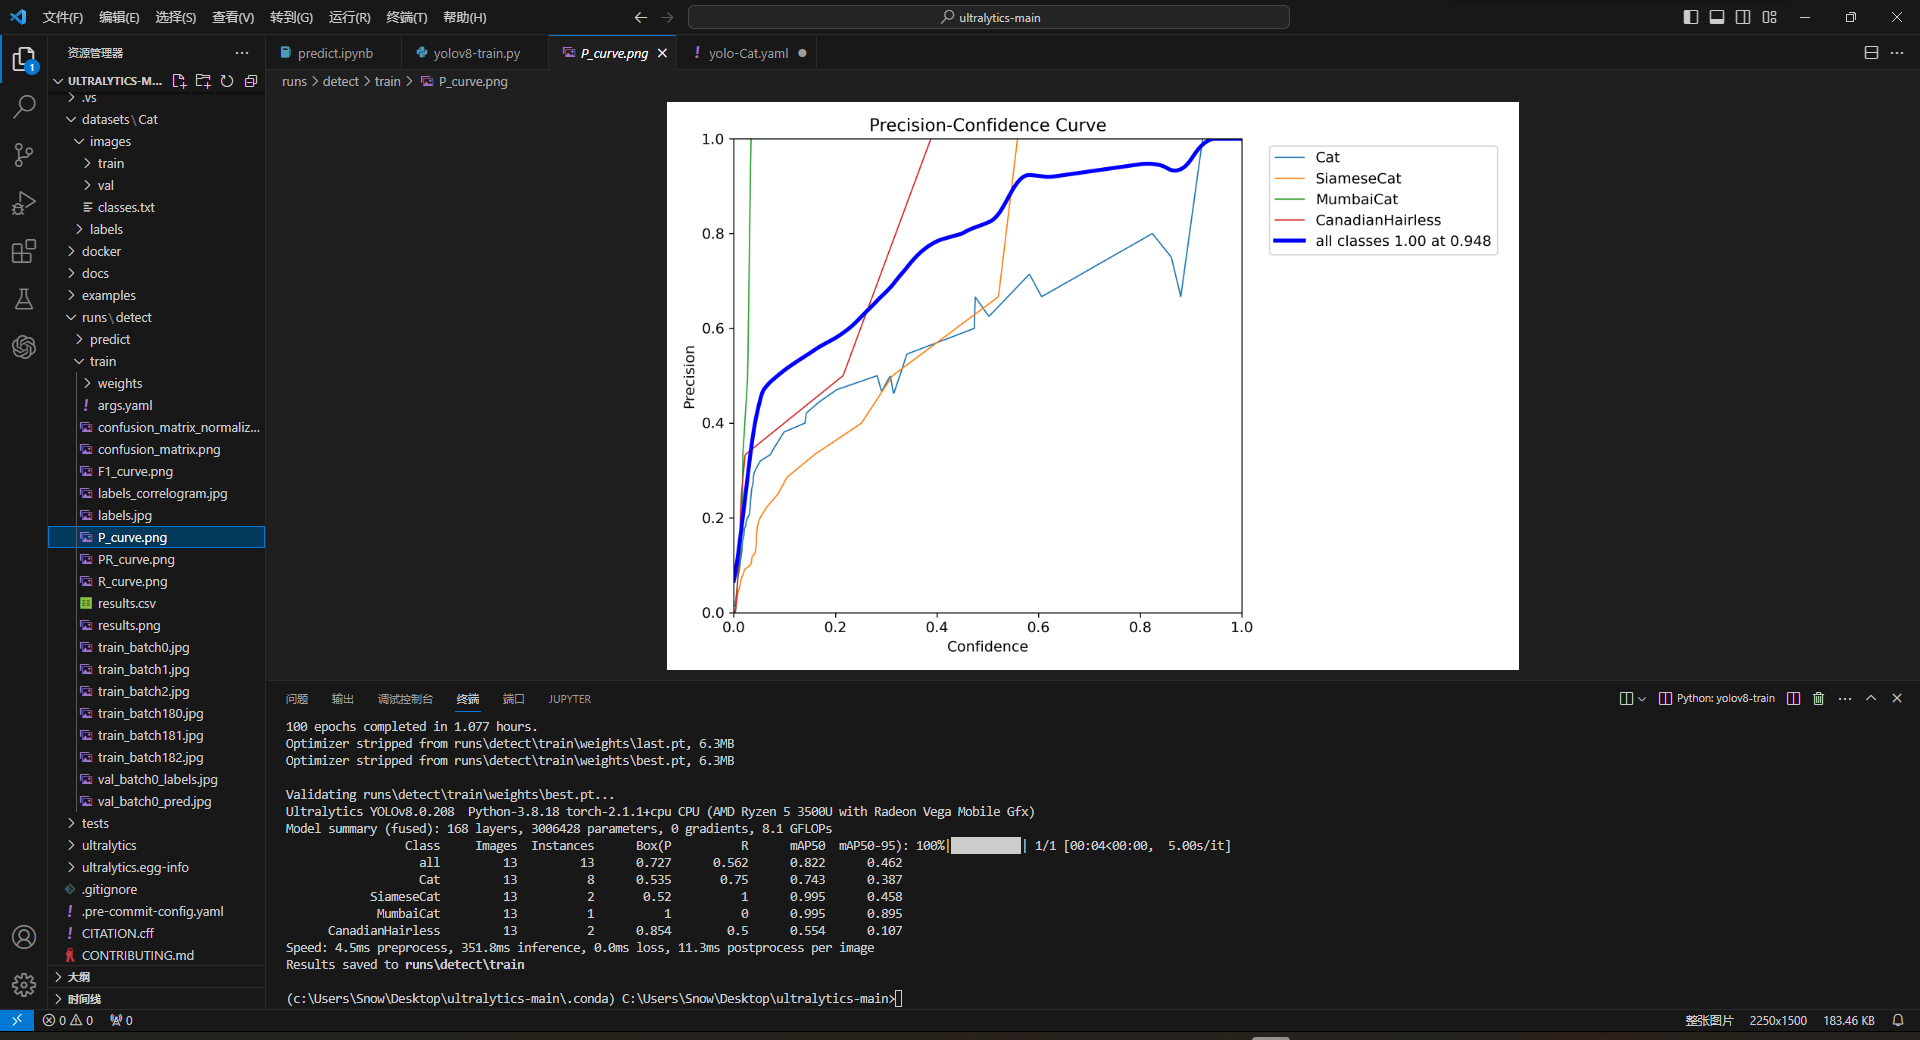 文件(F) 编辑(E) 选择(S) 查看(V) 转到(G) 运行(R) 终端(T) 帮助(H)
ultralytics-main
资源管理器
predict.ipynb
yolov8-train.py
P_curve.png
! yolo-Cat.yaml
1
ULTRALYTICS-M...
runs > detect > train > P_curve.png
.vs
datasets\Cat
images
train
val
classes.txt
labels
docker
docs
examples
runs\detect
predict
train
weights
! args.yaml
confusion_matrix_normaliz...
confusion_matrix.png
F1_curve.png
labels_correlogram.jpg
labels.jpg
P_curve.png
PR_curve.png
R_curve.png
results.csv
results.png
train_batch0.jpg
train_batch1.jpg
train_batch2.jpg
train_batch180.jpg
train_batch181.jpg
train_batch182.jpg
val_batch0_labels.jpg
val_batch0_pred.jpg
tests
ultralytics
ultralytics.egg-info
.gitignore
! .pre-commit-config.yaml
! CITATION.cff
CONTRIBUTING.md
大纲
时间线
Precision-Confidence Curve
1.0
0.8
0.6
0.4
0.2
0.0
Precision
0.0 0.2 0.4 0.6 0.8 1.0
Confidence
Cat
SiameseCat
MumbaiCat
CanadianHairless
all classes 1.00 at 0.948
问题 输出 调试控制台 终端 端口 JUPYTER
Python: yolov8-train
100 epochs completed in 1.077 hours.
Optimizer stripped from runs\detect\train\weights\last.pt, 6.3MB
Optimizer stripped from runs\detect\train\weights\best.pt, 6.3MB
Validating runs\detect\train\weights\best.pt...
Ultralytics YOLOv8.0.208 Python-3.8.18 torch-2.1.1+cpu CPU (AMD Ryzen 5 3500U with Radeon Vega Mobile Gfx)
Model summary (fused): 168 layers, 3006428 parameters, 0 gradients, 8.1 GFLOPs
Class Images Instances Box(P R mAP50 mAP50-95): 100%| | 1/1 [00:04<00:00, 5.00s/it]
all 13 13 0.727 0.562 0.822 0.462
Cat 13 8 0.535 0.75 0.743 0.387
SiameseCat 13 2 0.52 1 0.995 0.458
MumbaiCat 13 1 1 0 0.995 0.895
CanadianHairless 13 2 0.854 0.5 0.554 0.107
Speed: 4.5ms preprocess, 351.8ms inference, 0.0ms loss, 11.3ms postprocess per image
Results saved to runs\detect\train
(c:\Users\Snow\Desktop\ultralytics-main\.conda) C:\Users\Snow\Desktop\ultralytics-main>
0 0 0
整张图片 2250x1500 183.46 KB